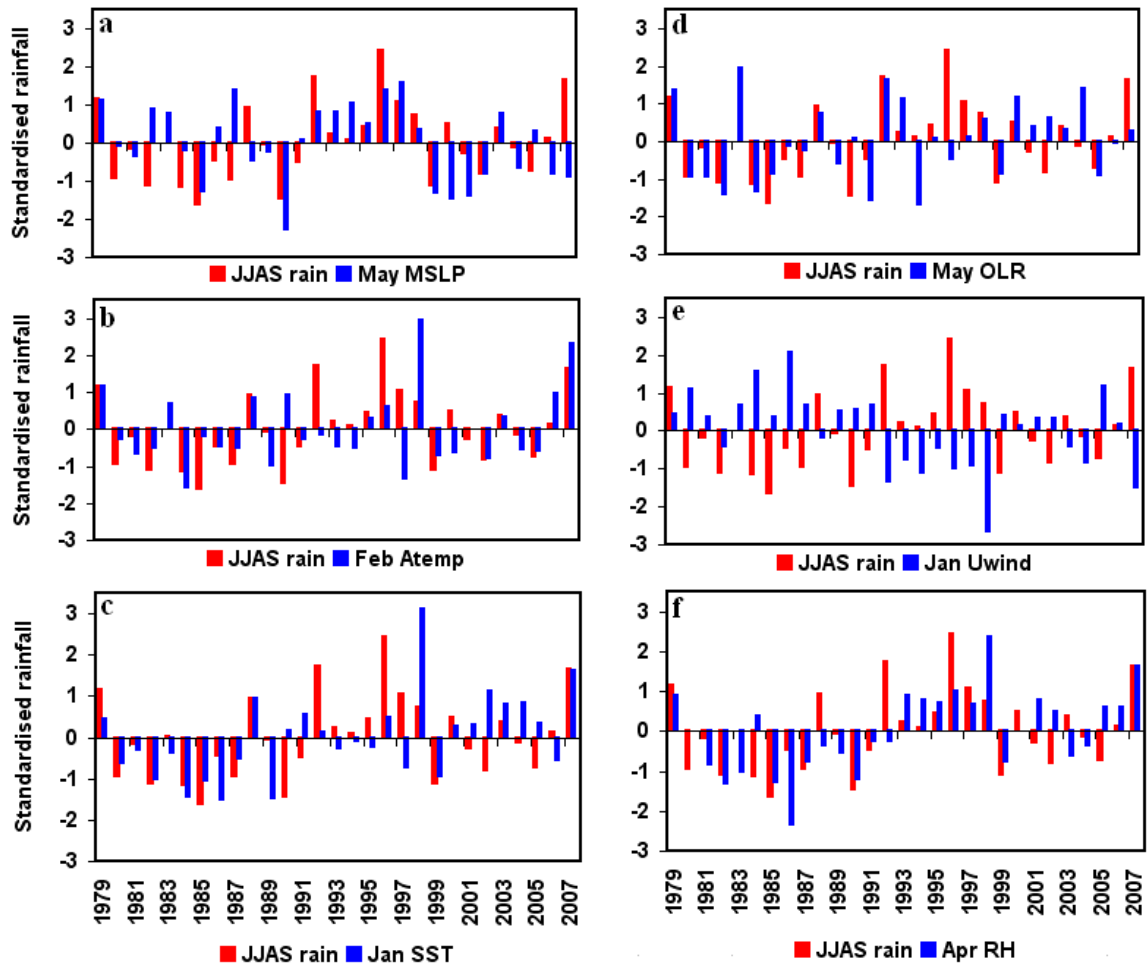 a
Standardised rainfall
3
2
1
0
-1
-2
-3
JJAS rain May MSLP
b
Standardised rainfall
3
2
1
0
-1
-2
-3
JJAS rain Feb Atemp
c
Standardised rainfall
3
2
1
0
-1
-2
-3
1979 1981 1983 1985 1987 1989 1991 1993 1995 1997 1999 2001 2003 2005 2007
JJAS rain Jan SST
d
3
2
1
0
-1
-2
-3
JJAS rain May OLR
e
3
2
1
0
-1
-2
-3
JJAS rain Jan Uwind
f
3
2
1
0
-1
-2
-3
1979 1981 1983 1985 1987 1989 1991 1993 1995 1997 1999 2001 2003 2005 2007
JJAS rain Apr RH